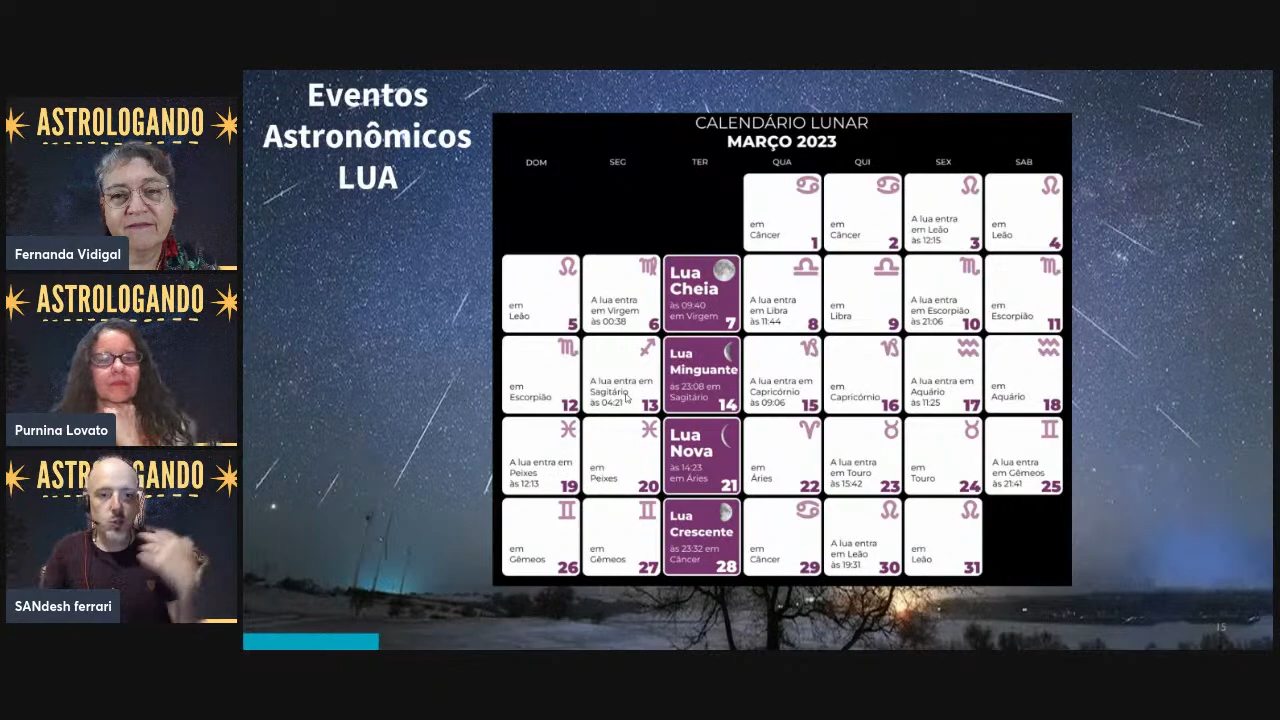 ASTROLOGANDO
Fernanda Vidigal
ASTROLOGANDO
Purnina Lovato
ASTR LOGANDO
SANdesh ferrari
Eventos
Astronômicos
LUA
CALENDÁRIO LUNAR
MARÇO 2023
DOM SEG TER QUA QUI SEX SAB
em
Câncer 1
em
Câncer 2
A lua entra
em Leão
às 12:15 3
em
Leão 4
em
Leão 5
A lua entra
em Virgem
às 00:38 6
Lua
Cheia
às 09:40
em Virgem 7
A lua entra
em Libra
às 11:44 8
em
Libra 9
A lua entra
em Escorpião
às 21:06 10
em
Escorpião 11
em
Escorpião 12
A lua entra em
Sagitário
às 04:21 13
Lua
Minguante
às 23:08 em
Sagitário 14
A lua entra em
Capricórnio
às 09:06 15
em
Capricórnio 16
A lua entra em
Aquário
às 11:25 17
em
Aquário 18
A lua entra em
Peixes
às 12:13 19
em
Peixes 20
Lua
Nova
às 14:23
em Áries 21
em
Áries 22
A lua entra
em Touro
às 15:42 23
em
Touro 24
A lua entra
em Gêmeos
às 21:41 25
em
Gêmeos 26
em
Gêmeos 27
Lua
Crescente
às 23:32 em
Câncer 28
em
Câncer 29
A lua entra
em Leão
às 19:31 30
em
Leão 31
15